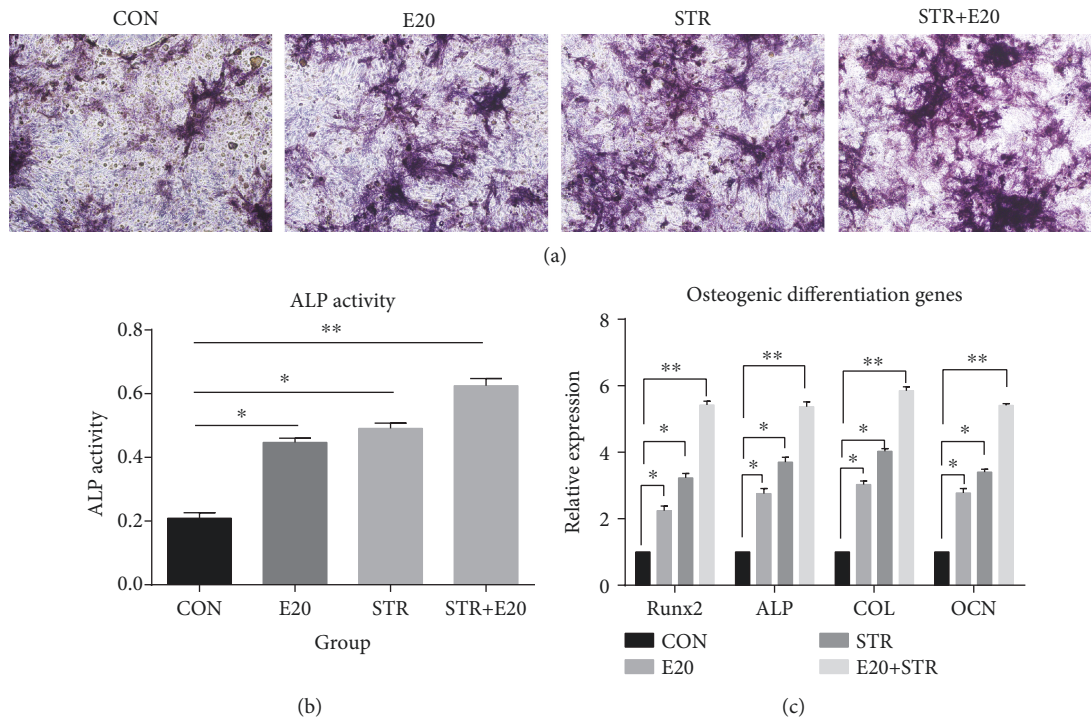 CON E20 STR STR+E20
(a)
ALP activity
**
*
*
0.8
0.6
0.4
0.2
0.0
ALP activity
CON E20 STR STR+E20
Group
(b)
Osteogenic differentiation genes
8
6
4
2
0
Relative expression
** ** ** **
* * * *
* * * *
Runx2 ALP COL OCN
CON STR
E20 E20+STR
(c)